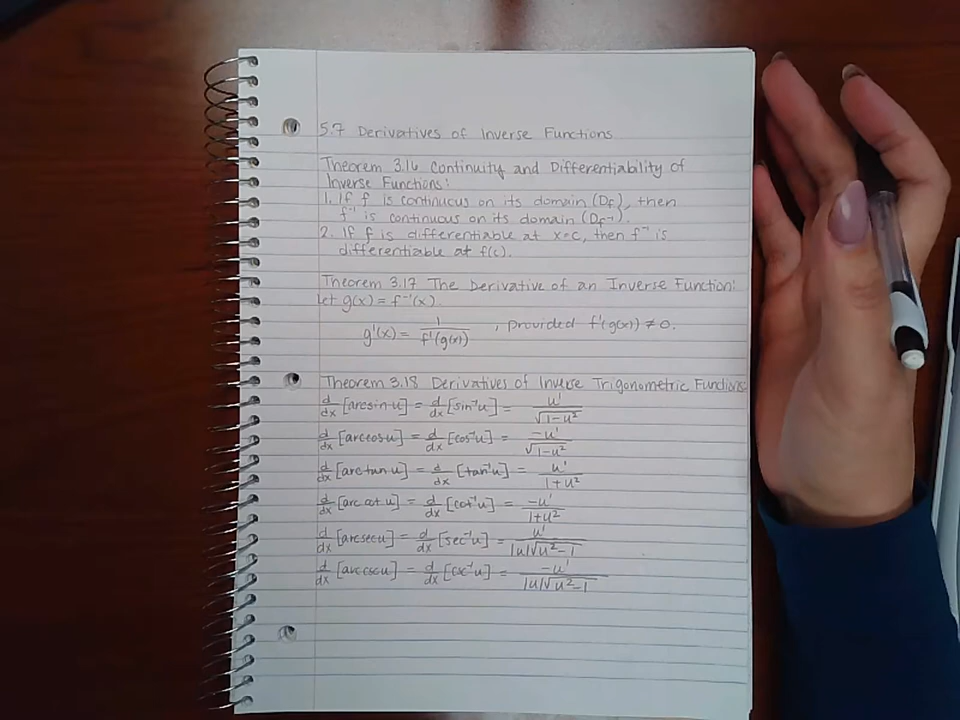 5.7 Derivatives of Inverse Functions
Theorem 3.16 Continuity and Differentiability of
Inverse Functions:
1. If f is continuous on its domain (Df), then
f⁻¹ is continuous on its domain (Df⁻¹).
2. If f is differentiable at x=c, then f⁻¹ is
differentiable at f(c).
Theorem 3.17 The Derivative of an Inverse Function:
Let g(x) = f⁻¹(x).
g'(x) = 1/f'(g(x)) , provided f'(g(x)) ≠ 0.
Theorem 3.18 Derivatives of Inverse Trigonometric Functions
d/dx [arcsin u] = d/dx [sin⁻¹u] = u'/√(1-u²)
d/dx [arccos u] = d/dx [cos⁻¹u] = -u'/√(1-u²)
d/dx [arctan u] = d/dx [tan⁻¹u] = u'/(1+u²)
d/dx [arccot u] = d/dx [cot⁻¹u] = -u'/(1+u²)
d/dx [arcsec u] = d/dx [sec⁻¹u] = u'/(|u|√(u²-1))
d/dx [arccsc u] = d/dx [csc⁻¹u] = -u'/(|u|√(u²-1))